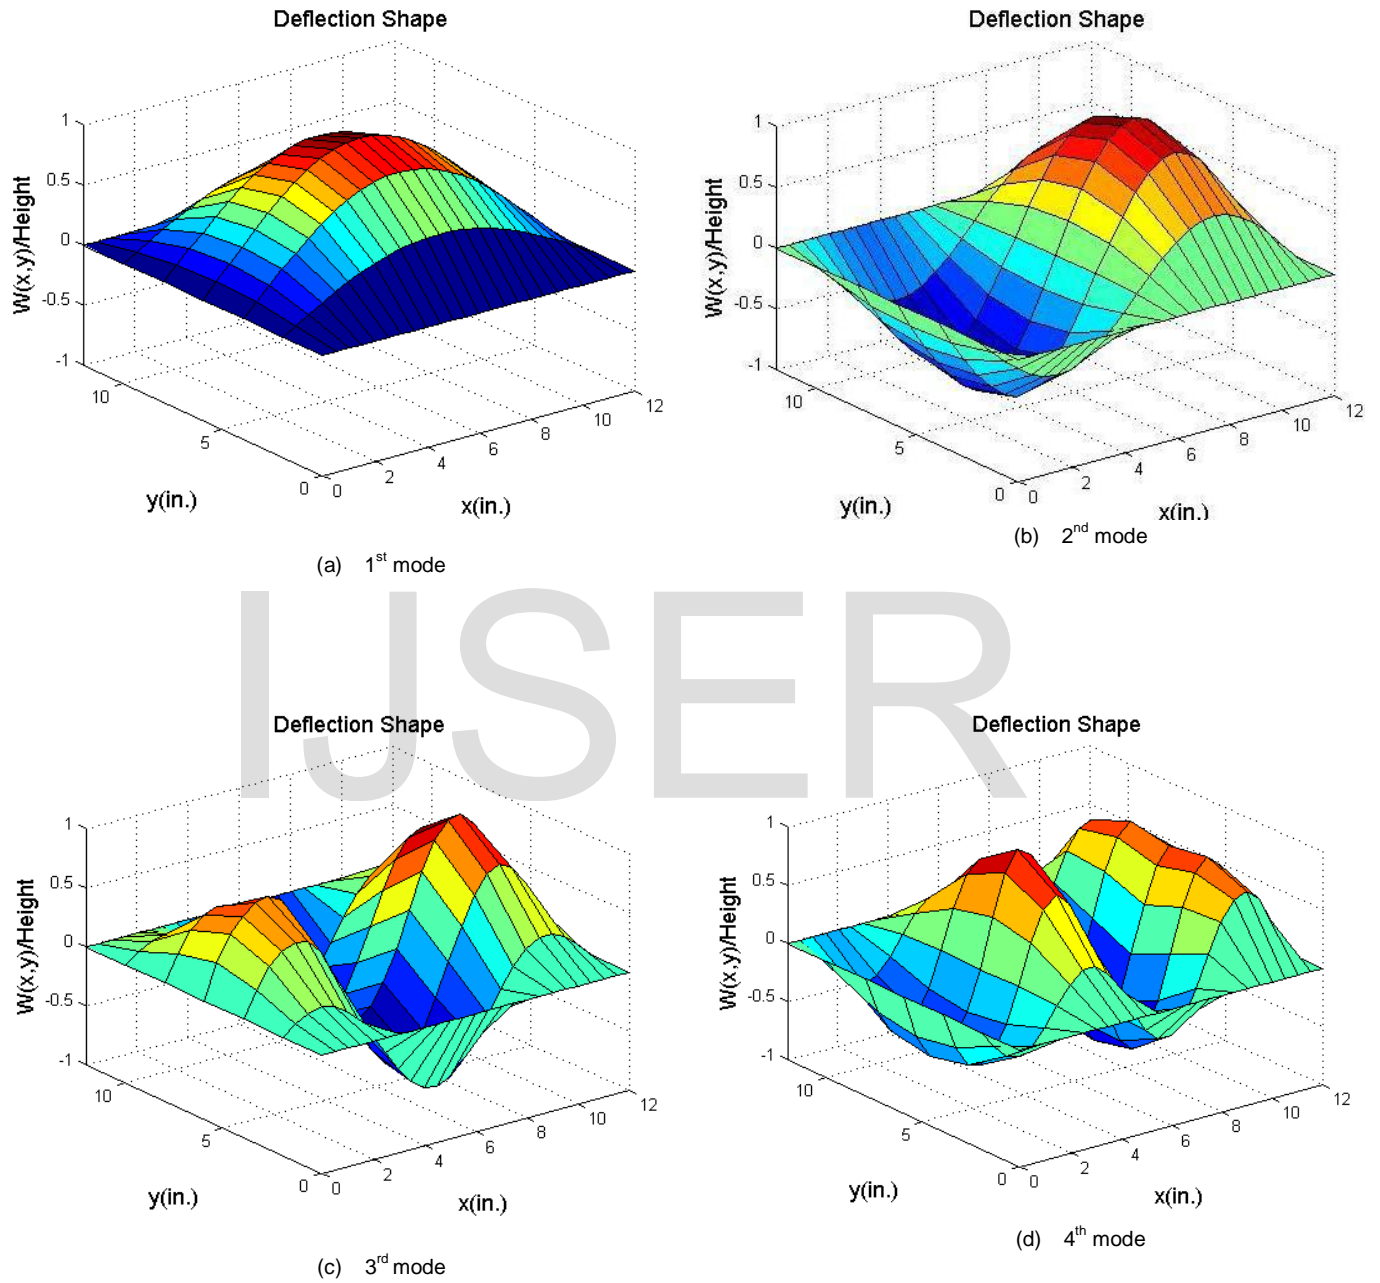 Deflection Shape
W(x,y)/Height
1
0.5
0
-0.5
-1
10
5
0
y(in.)
0
2
4
6
8
10
12
x(in.)
(a) 1st mode
Deflection Shape
W(x,y)/Height
1
0.5
0
-0.5
-1
10
5
0
y(in.)
0
2
4
6
8
10
12
x(in.)
(b) 2nd mode
IJSER
Deflection Shape
W(x,y)/Height
1
0.5
0
-0.5
-1
10
5
0
y(in.)
0
2
4
6
8
10
12
x(in.)
(c) 3rd mode
Deflection Shape
W(x,y)/Height
1
0.5
0
-0.5
-1
10
5
0
y(in.)
0
2
4
6
8
10
12
x(in.)
(d) 4th mode